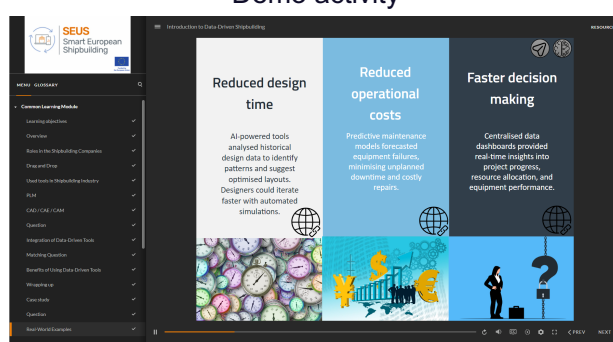 Demo activity
SEUS
Smart European
Shipbuilding
Introduction to Data-Driven Shipbuilding
RESOUR
MENU GLOSSARY
Common Learning Module
Learning objectives
Overview
Roles in the Shipbuilding Companies
Drag and Drop
Used tools in Shipbuilding Industry
PLM
CAD / CAE / CAM
Question
Integration of Data-Driven Tools
Matching Question
Benefits of Using Data-Driven Tools
Wrapping up
Case study
Question
Real-World Examples
Reduced design
time
AI-powered tools
analysed historical
design data to identify
patterns and suggest
optimised layouts.
Designers could iterate
faster with automated
simulations.
Reduced
operational
costs
Predictive maintenance
models forecasted
equipment failures,
minimising unplanned
downtime and costly
repairs.
Faster decision
making
Centralised data
dashboards provided
real-time insights into
project progress,
resource allocation, and
equipment performance.
PREV
NEXT